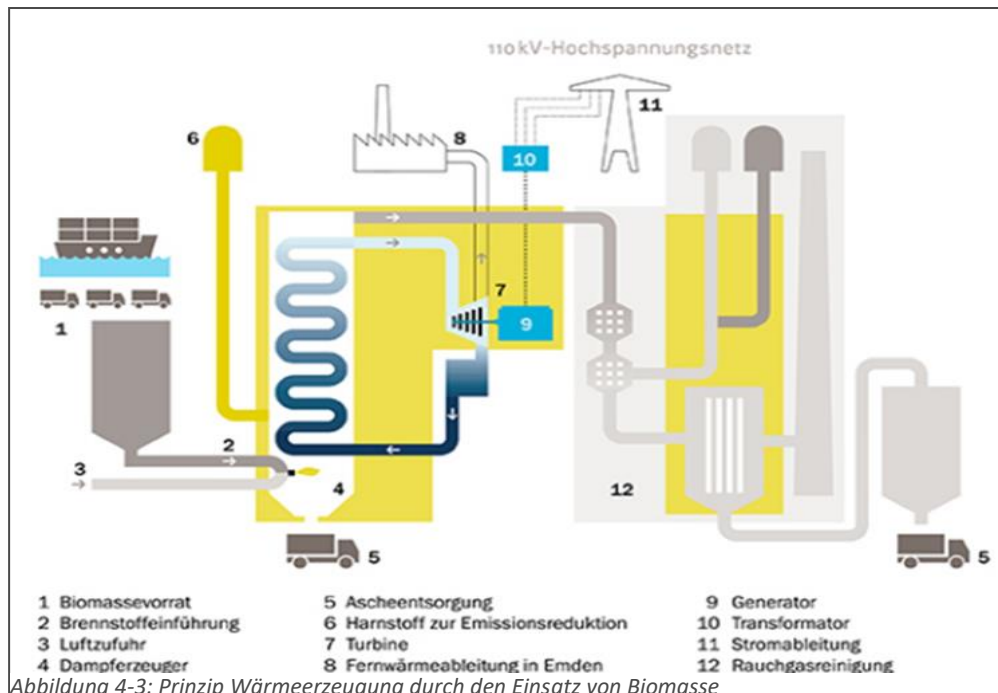 110 kV-Hochspannungsnetz
6
8
11
10
7
9
1
2
3
4
12
5
5
1 Biomassevorrat
2 Brennstoffeinführung
3 Luftzufuhr
4 Dampferzeuger
5 Ascheentsorgung
6 Harnstoff zur Emissionsreduktion
7 Turbine
8 Fernwärmeableitung in Emden
9 Generator
10 Transformator
11 Stromableitung
12 Rauchgasreinigung
Abbildung 4-3: Prinzip Wärmeerzeugung durch den Einsatz von Biomasse